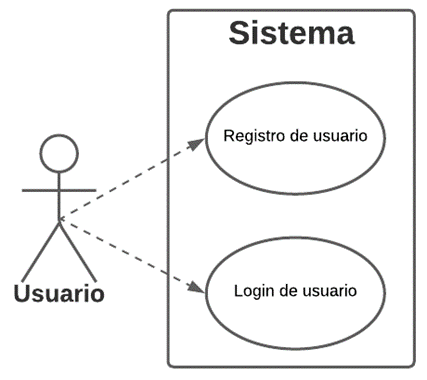 Sistema
Registro de usuario
Login de usuario
Usuario